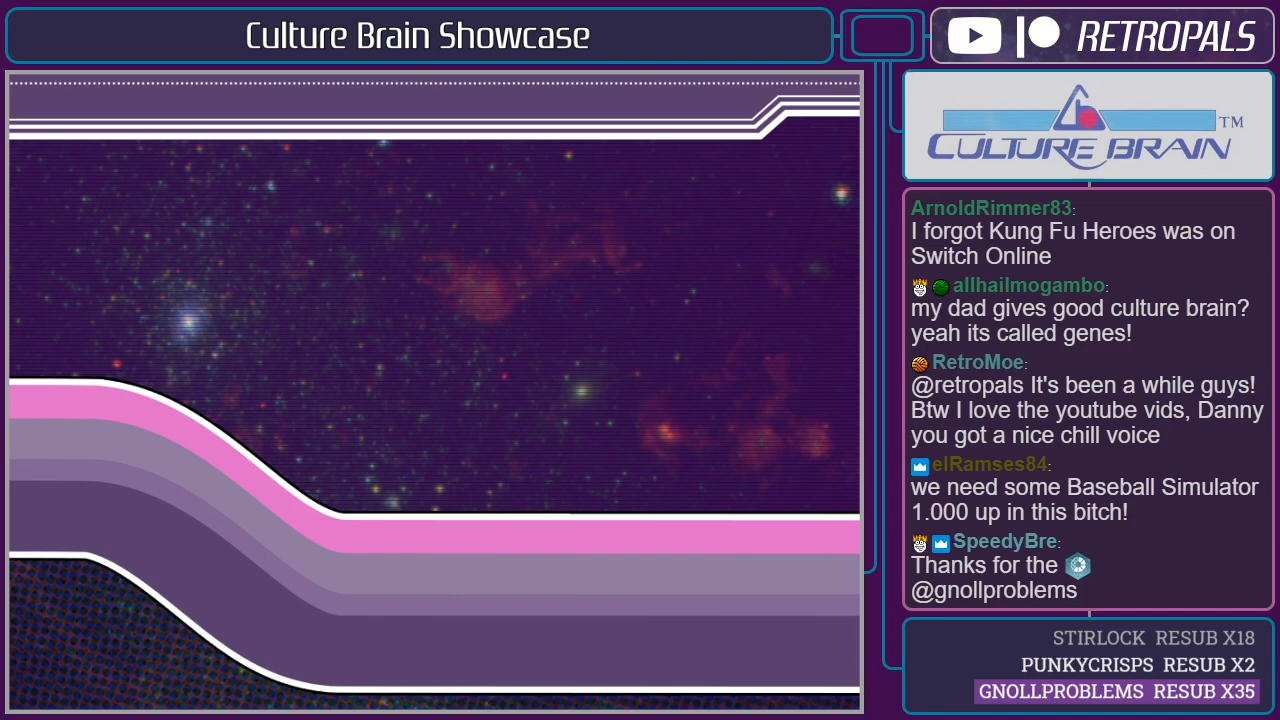 Culture Brain Showcase
RETROPALS
CULTURE BRAIN TM
ArnoldRimmer83:
I forgot Kung Fu Heroes was on
Switch Online
allhailmogambo:
my dad gives good culture brain?
yeah its called genes!
RetroMoe:
@retropals It's been a while guys!
Btw I love the youtube vids, Danny
you got a nice chill voice
elRamses84:
we need some Baseball Simulator
1.000 up in this bitch!
SpeedyBre:
Thanks for the
@gnollproblems
STIRLOCK RESUB X18
PUNKYCRISPS RESUB X2
GNOLLPROBLEMS RESUB X35